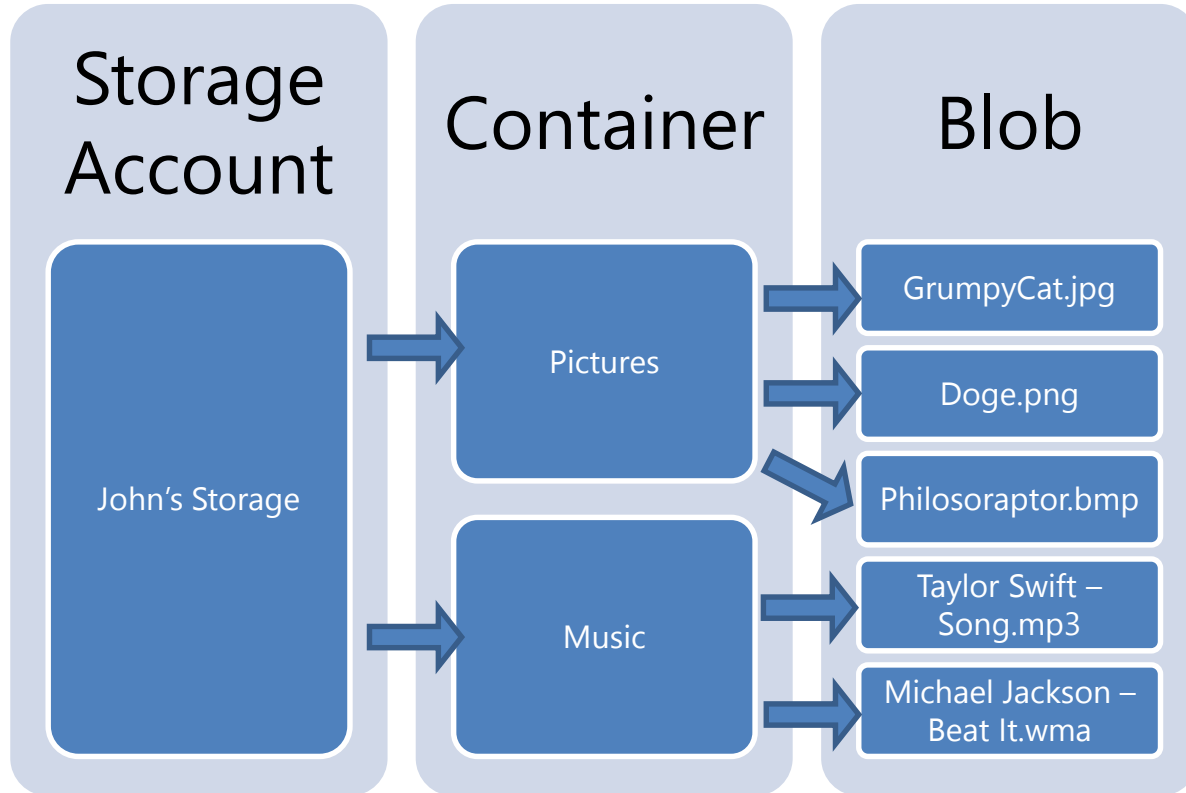 Storage
Account
Container
Blob
John’s Storage
Pictures
Music
GrumpyCat.jpg
Doge.png
Philosoraptor.bmp
Taylor Swift –
Song.mp3
Michael Jackson –
Beat It.wma